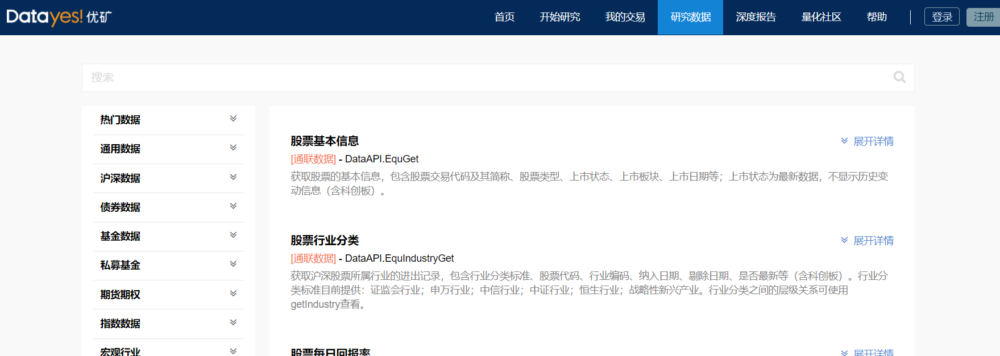 Datayes! 优矿 首页 开始研究 我的交易 研究数据 深度报告 量化社区 帮助 登录 注册
搜索
热门数据
通用数据
沪深数据
债券数据
基金数据
私募基金
期货期权
指数数据
宏观行业
股票基本信息 展开详情
[通联数据] - DataAPI.EquGet
获取股票的基本信息，包含股票交易代码及其简称、股票类型、上市状态、上市板块、上市日期等；上市状态为最新数据，不显示历史变
动信息（含科创板）。
股票行业分类 展开详情
[通联数据] - DataAPI.EquIndustryGet
获取沪深股票所属行业的进出记录，包含行业分类标准、股票代码、行业编码、纳入日期、剔除日期、是否最新等（含科创板）。行业分
类标准目前提供：证监会行业；申万行业；中信行业；中证行业；恒生行业；战略性新兴产业。行业分类之间的层级关系可使用
getIndustry查看。
股票每日回报率 展开详情